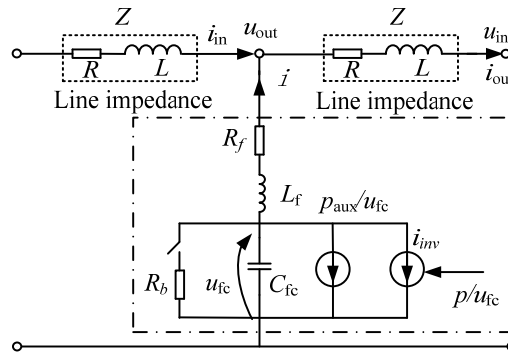 Z
Z
i_in
u_out
u_in
R
L
R
L
i_ou
Line impedance
i
Line impedance
R_f
L_f
p_aux/u_fc
i_inv
R_b
u_fc
C_fc
p/u_fc